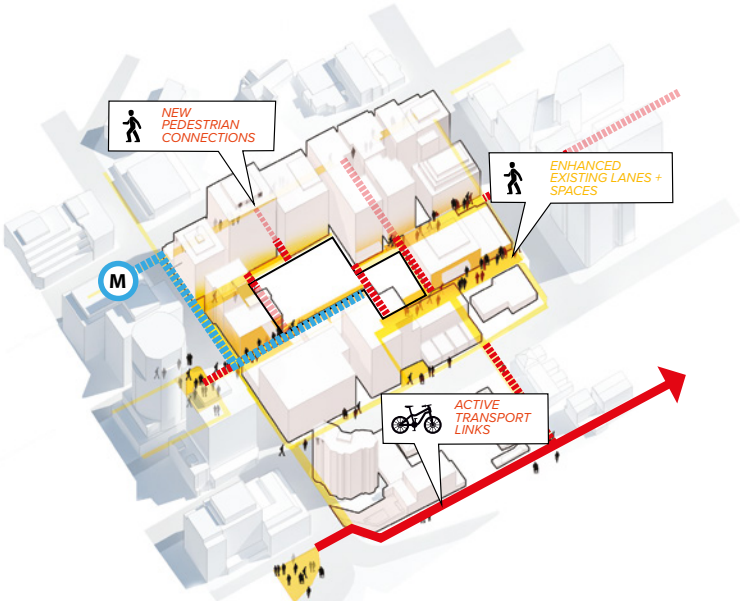 NEW
PEDESTRIAN
CONNECTIONS
ENHANCED
EXISTING LANES +
SPACES
M
ACTIVE
TRANSPORT
LINKS